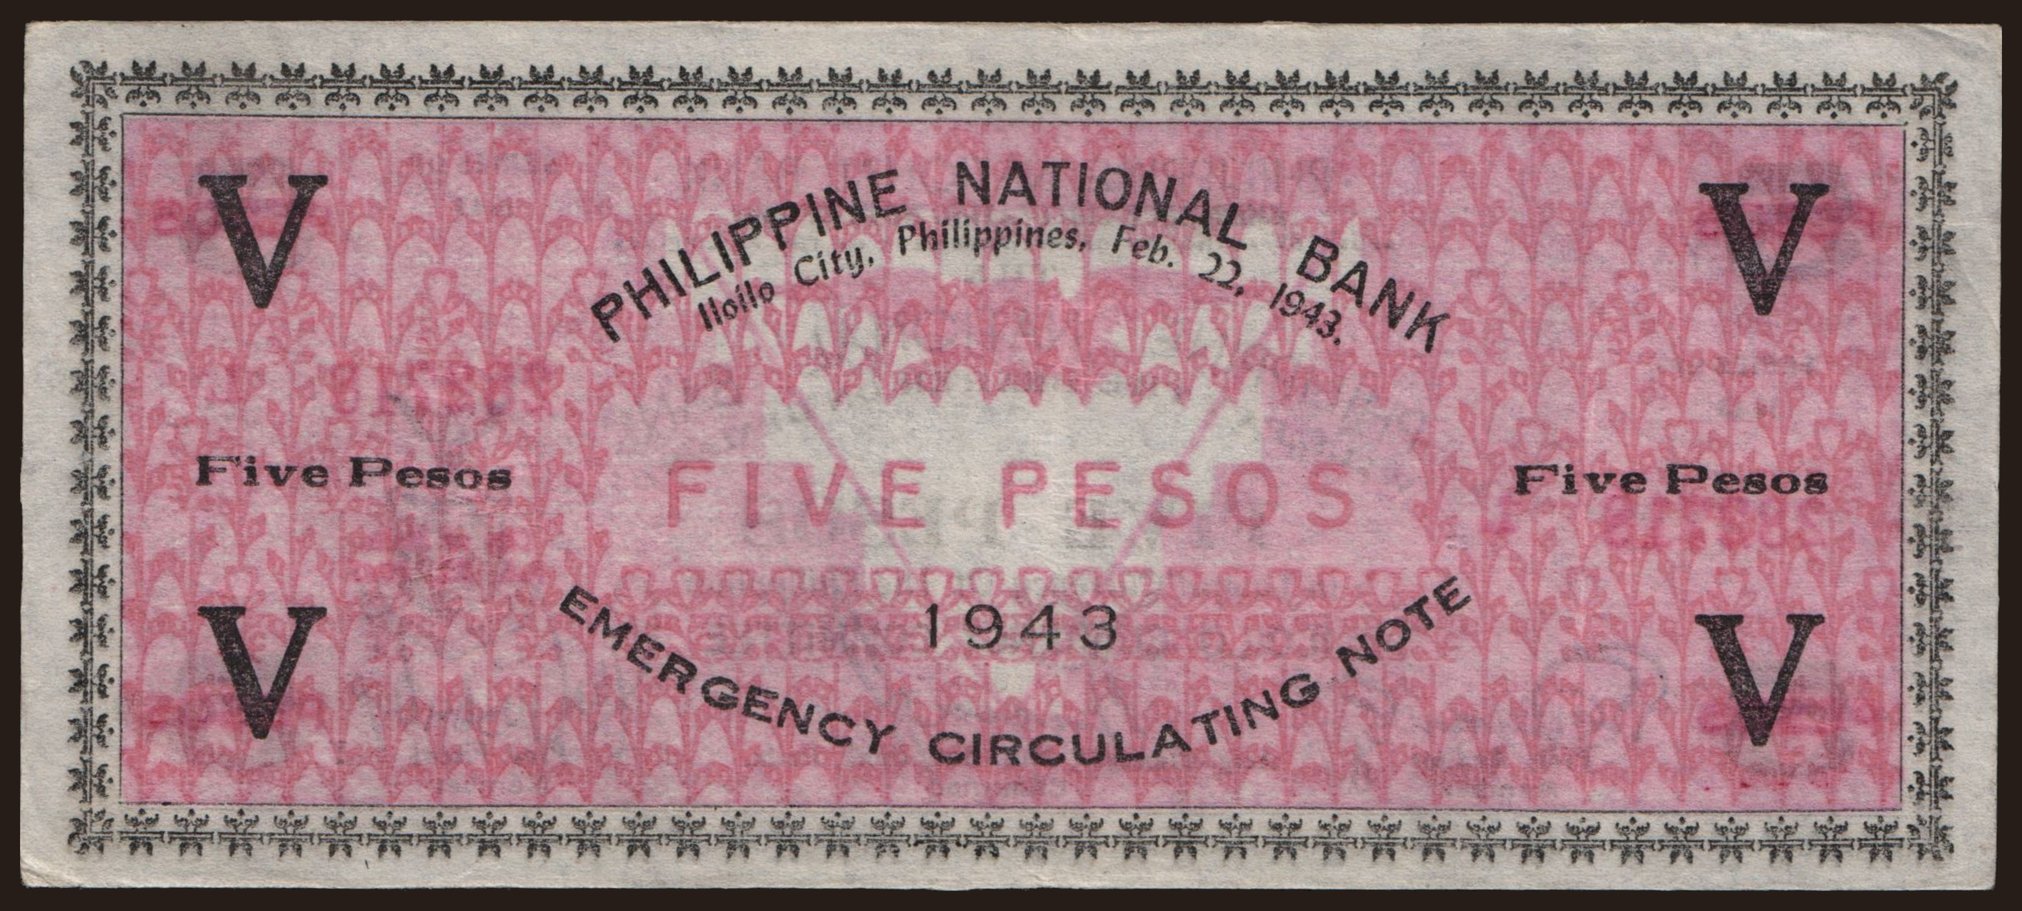 V V
PHILIPPINE NATIONAL BANK
Iloilo City, Philippines, Feb. 22, 1943.
Five Pesos FIVE PESOS Five Pesos
1943
V V
EMERGENCY CIRCULATING NOTE